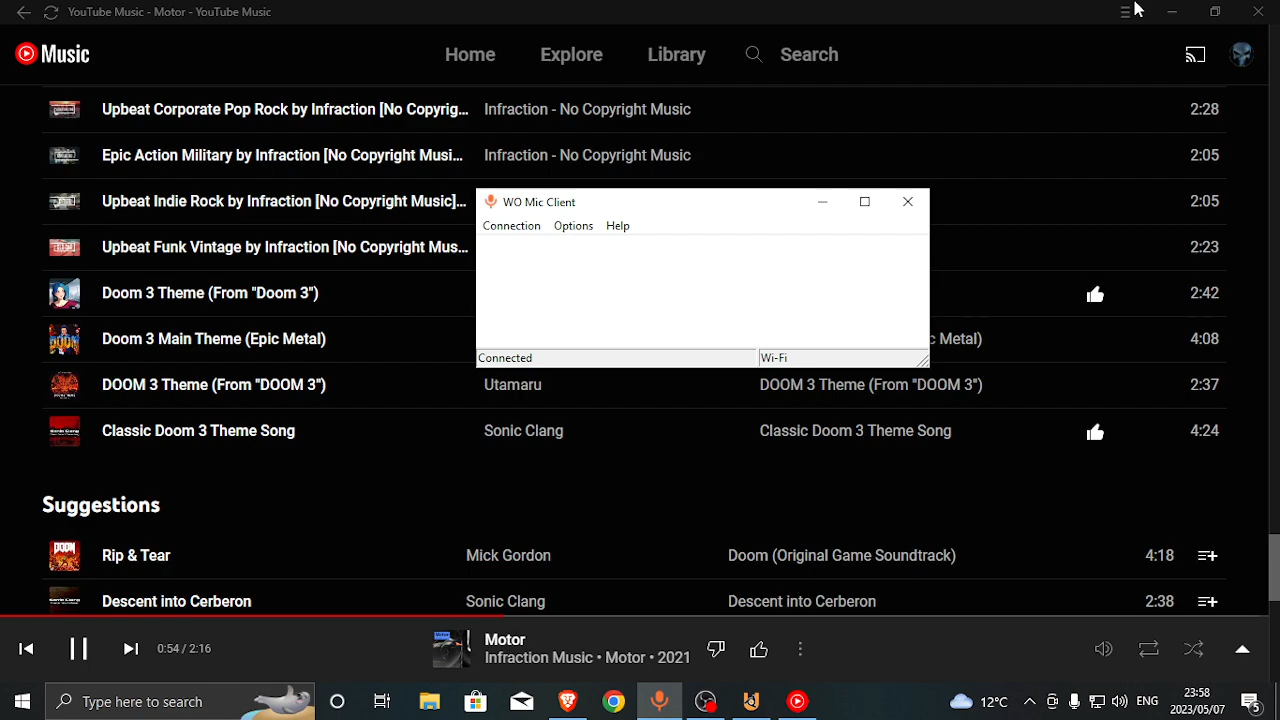 YouTube Music - Motor - YouTube Music
Music
Home Explore Library Search
Upbeat Corporate Pop Rock by Infraction [No Copyrig... Infraction - No Copyright Music 2:28
Epic Action Military by Infraction [No Copyright Musi... Infraction - No Copyright Music 2:05
Upbeat Indie Rock by Infraction [No Copyright Music]... 2:05
WO Mic Client
Connection Options Help
Upbeat Funk Vintage by Infraction [No Copyright Mus... 2:23
Doom 3 Theme (From "Doom 3") 2:42
Doom 3 Main Theme (Epic Metal) c Metal) 4:08
Connected Wi-Fi
DOOM 3 Theme (From "DOOM 3") Utamaru DOOM 3 Theme (From "DOOM 3") 2:37
Classic Doom 3 Theme Song Sonic Clang Classic Doom 3 Theme Song 4:24
Suggestions
DOOM
Rip & Tear Mick Gordon Doom (Original Game Soundtrack) 4:18
Descent into Cerberon Sonic Clang Descent into Cerberon 2:38
0:54 / 2:16
Motor
Motor
Infraction Music • Motor • 2021
Type here to search
12°C
ENG
23:58
2023/05/07
5